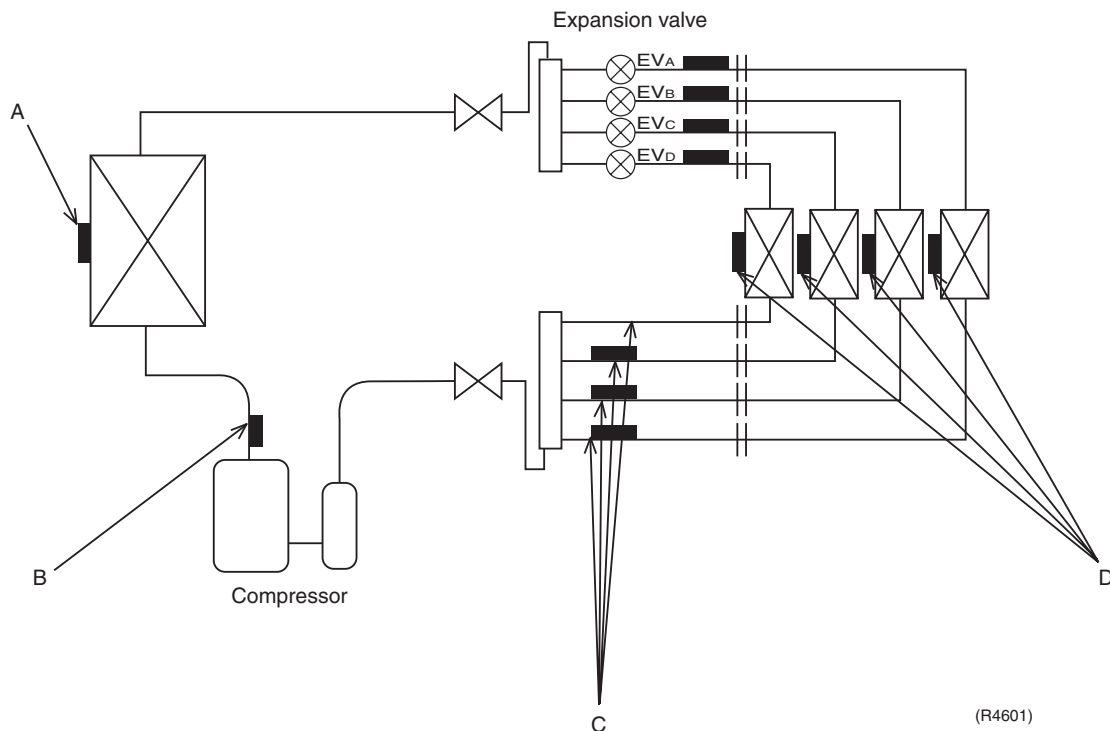 Expansion valve
EVA
EVB
EVC
EVD
A
B
Compressor
D
C
(R4601)